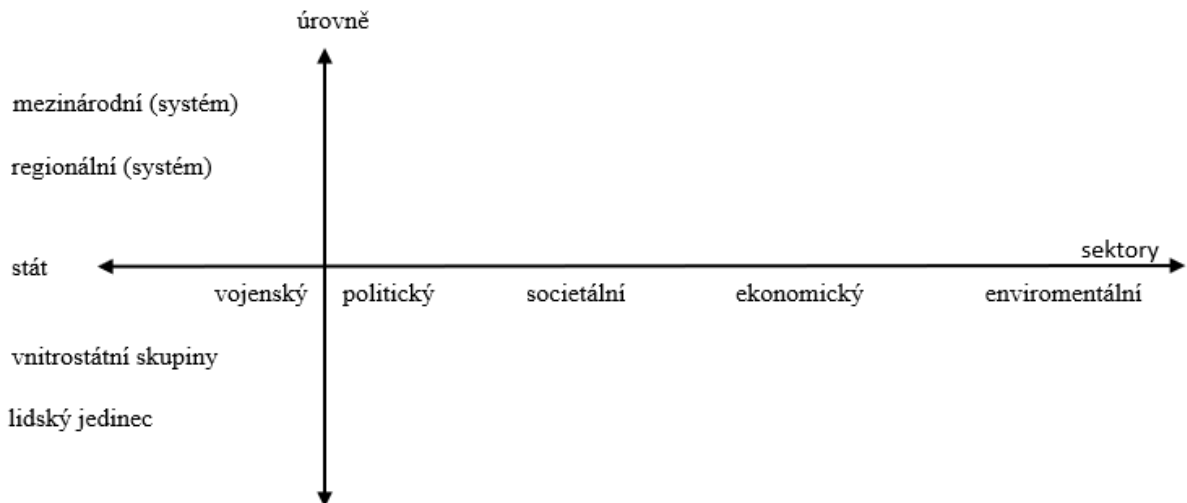 úrovně
mezinárodní (systém)
regionální (systém)
sektory
stát
vojenský politický societální ekonomický enviromentální
vnitrostátní skupiny
lidský jedinec